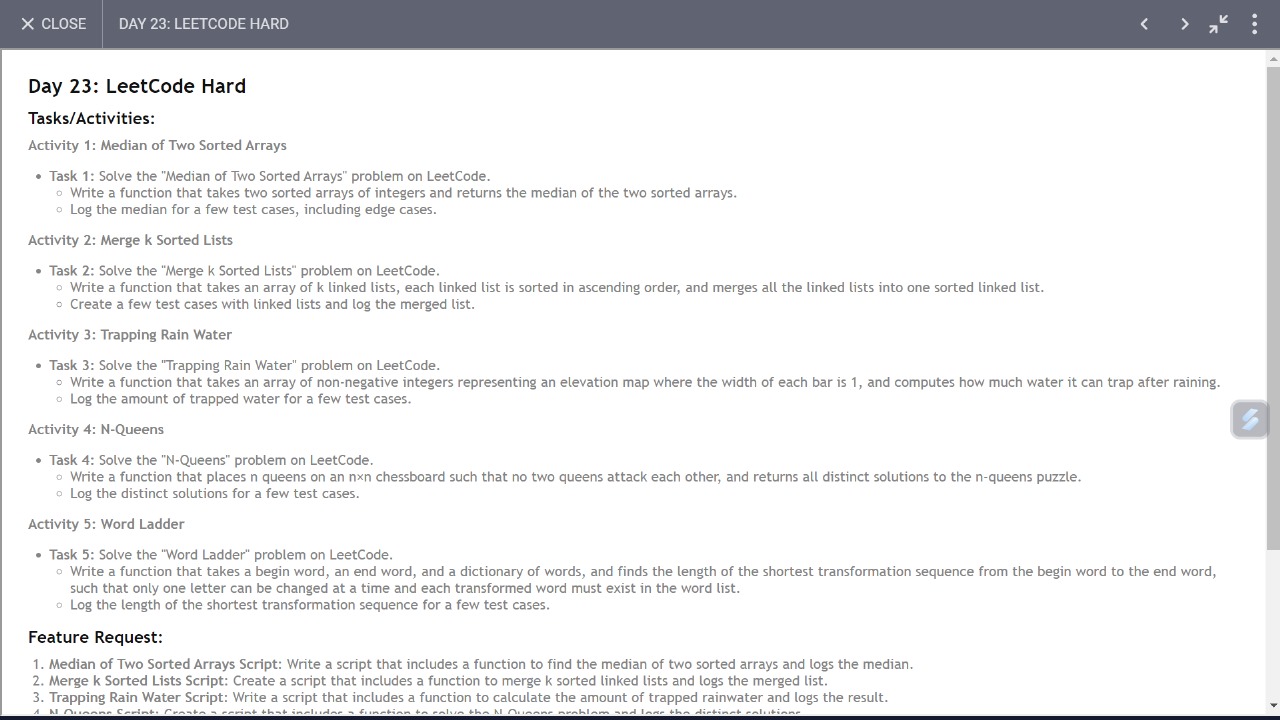 CLOSE
DAY 23: LEETCODE HARD
Day 23: LeetCode Hard
Tasks/Activities:
Activity 1: Median of Two Sorted Arrays
• Task 1: Solve the "Median of Two Sorted Arrays" problem on LeetCode.
○ Write a function that takes two sorted arrays of integers and returns the median of the two sorted arrays.
○ Log the median for a few test cases, including edge cases.
Activity 2: Merge k Sorted Lists
• Task 2: Solve the "Merge k Sorted Lists" problem on LeetCode.
○ Write a function that takes an array of k linked lists, each linked list is sorted in ascending order, and merges all the linked lists into one sorted linked list.
○ Create a few test cases with linked lists and log the merged list.
Activity 3: Trapping Rain Water
• Task 3: Solve the "Trapping Rain Water" problem on LeetCode.
○ Write a function that takes an array of non-negative integers representing an elevation map where the width of each bar is 1, and computes how much water it can trap after raining.
○ Log the amount of trapped water for a few test cases.
Activity 4: N-Queens
• Task 4: Solve the "N-Queens" problem on LeetCode.
○ Write a function that places n queens on an n×n chessboard such that no two queens attack each other, and returns all distinct solutions to the n-queens puzzle.
○ Log the distinct solutions for a few test cases.
Activity 5: Word Ladder
• Task 5: Solve the "Word Ladder" problem on LeetCode.
○ Write a function that takes a begin word, an end word, and a dictionary of words, and finds the length of the shortest transformation sequence from the begin word to the end word,
such that only one letter can be changed at a time and each transformed word must exist in the word list.
○ Log the length of the shortest transformation sequence for a few test cases.
Feature Request:
1. Median of Two Sorted Arrays Script: Write a script that includes a function to find the median of two sorted arrays and logs the median.
2. Merge k Sorted Lists Script: Create a script that includes a function to merge k sorted linked lists and logs the merged list.
3. Trapping Rain Water Script: Write a script that includes a function to calculate the amount of trapped rainwater and logs the result.
4. N-Queens Script: Create a script that includes a function to solve the N-Queens problem and logs the distinct solutions.